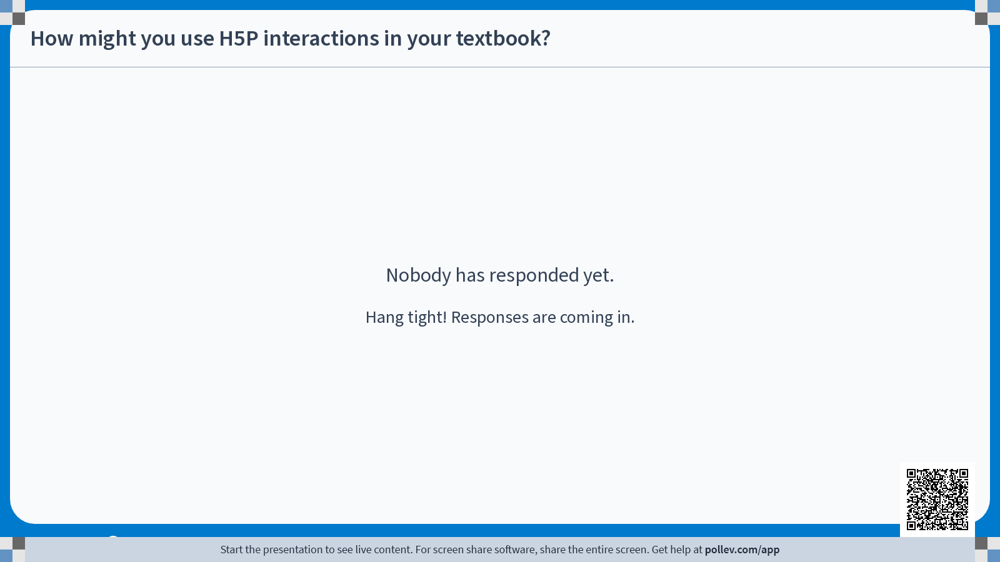 How might you use H5P interactions in your textbook?
Nobody has responded yet.
Hang tight! Responses are coming in.
Start the presentation to see live content. For screen share software, share the entire screen. Get help at pollev.com/app